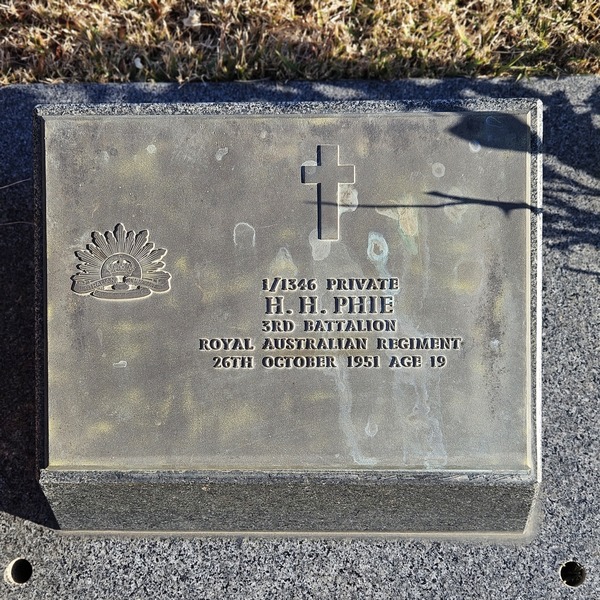 1/1346 PRIVATE
H. H. PHIE
3RD BATTALION
ROYAL AUSTRALIAN REGIMENT
26TH OCTOBER 1951 AGE 19